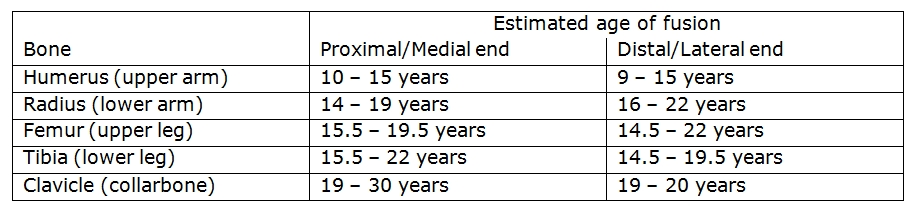 Estimated age of fusion
Bone Proximal/Medial end Distal/Lateral end
Humerus (upper arm) 10 – 15 years 9 – 15 years
Radius (lower arm) 14 – 19 years 16 – 22 years
Femur (upper leg) 15.5 – 19.5 years 14.5 – 22 years
Tibia (lower leg) 15.5 – 22 years 14.5 – 19.5 years
Clavicle (collarbone) 19 – 30 years 19 – 20 years